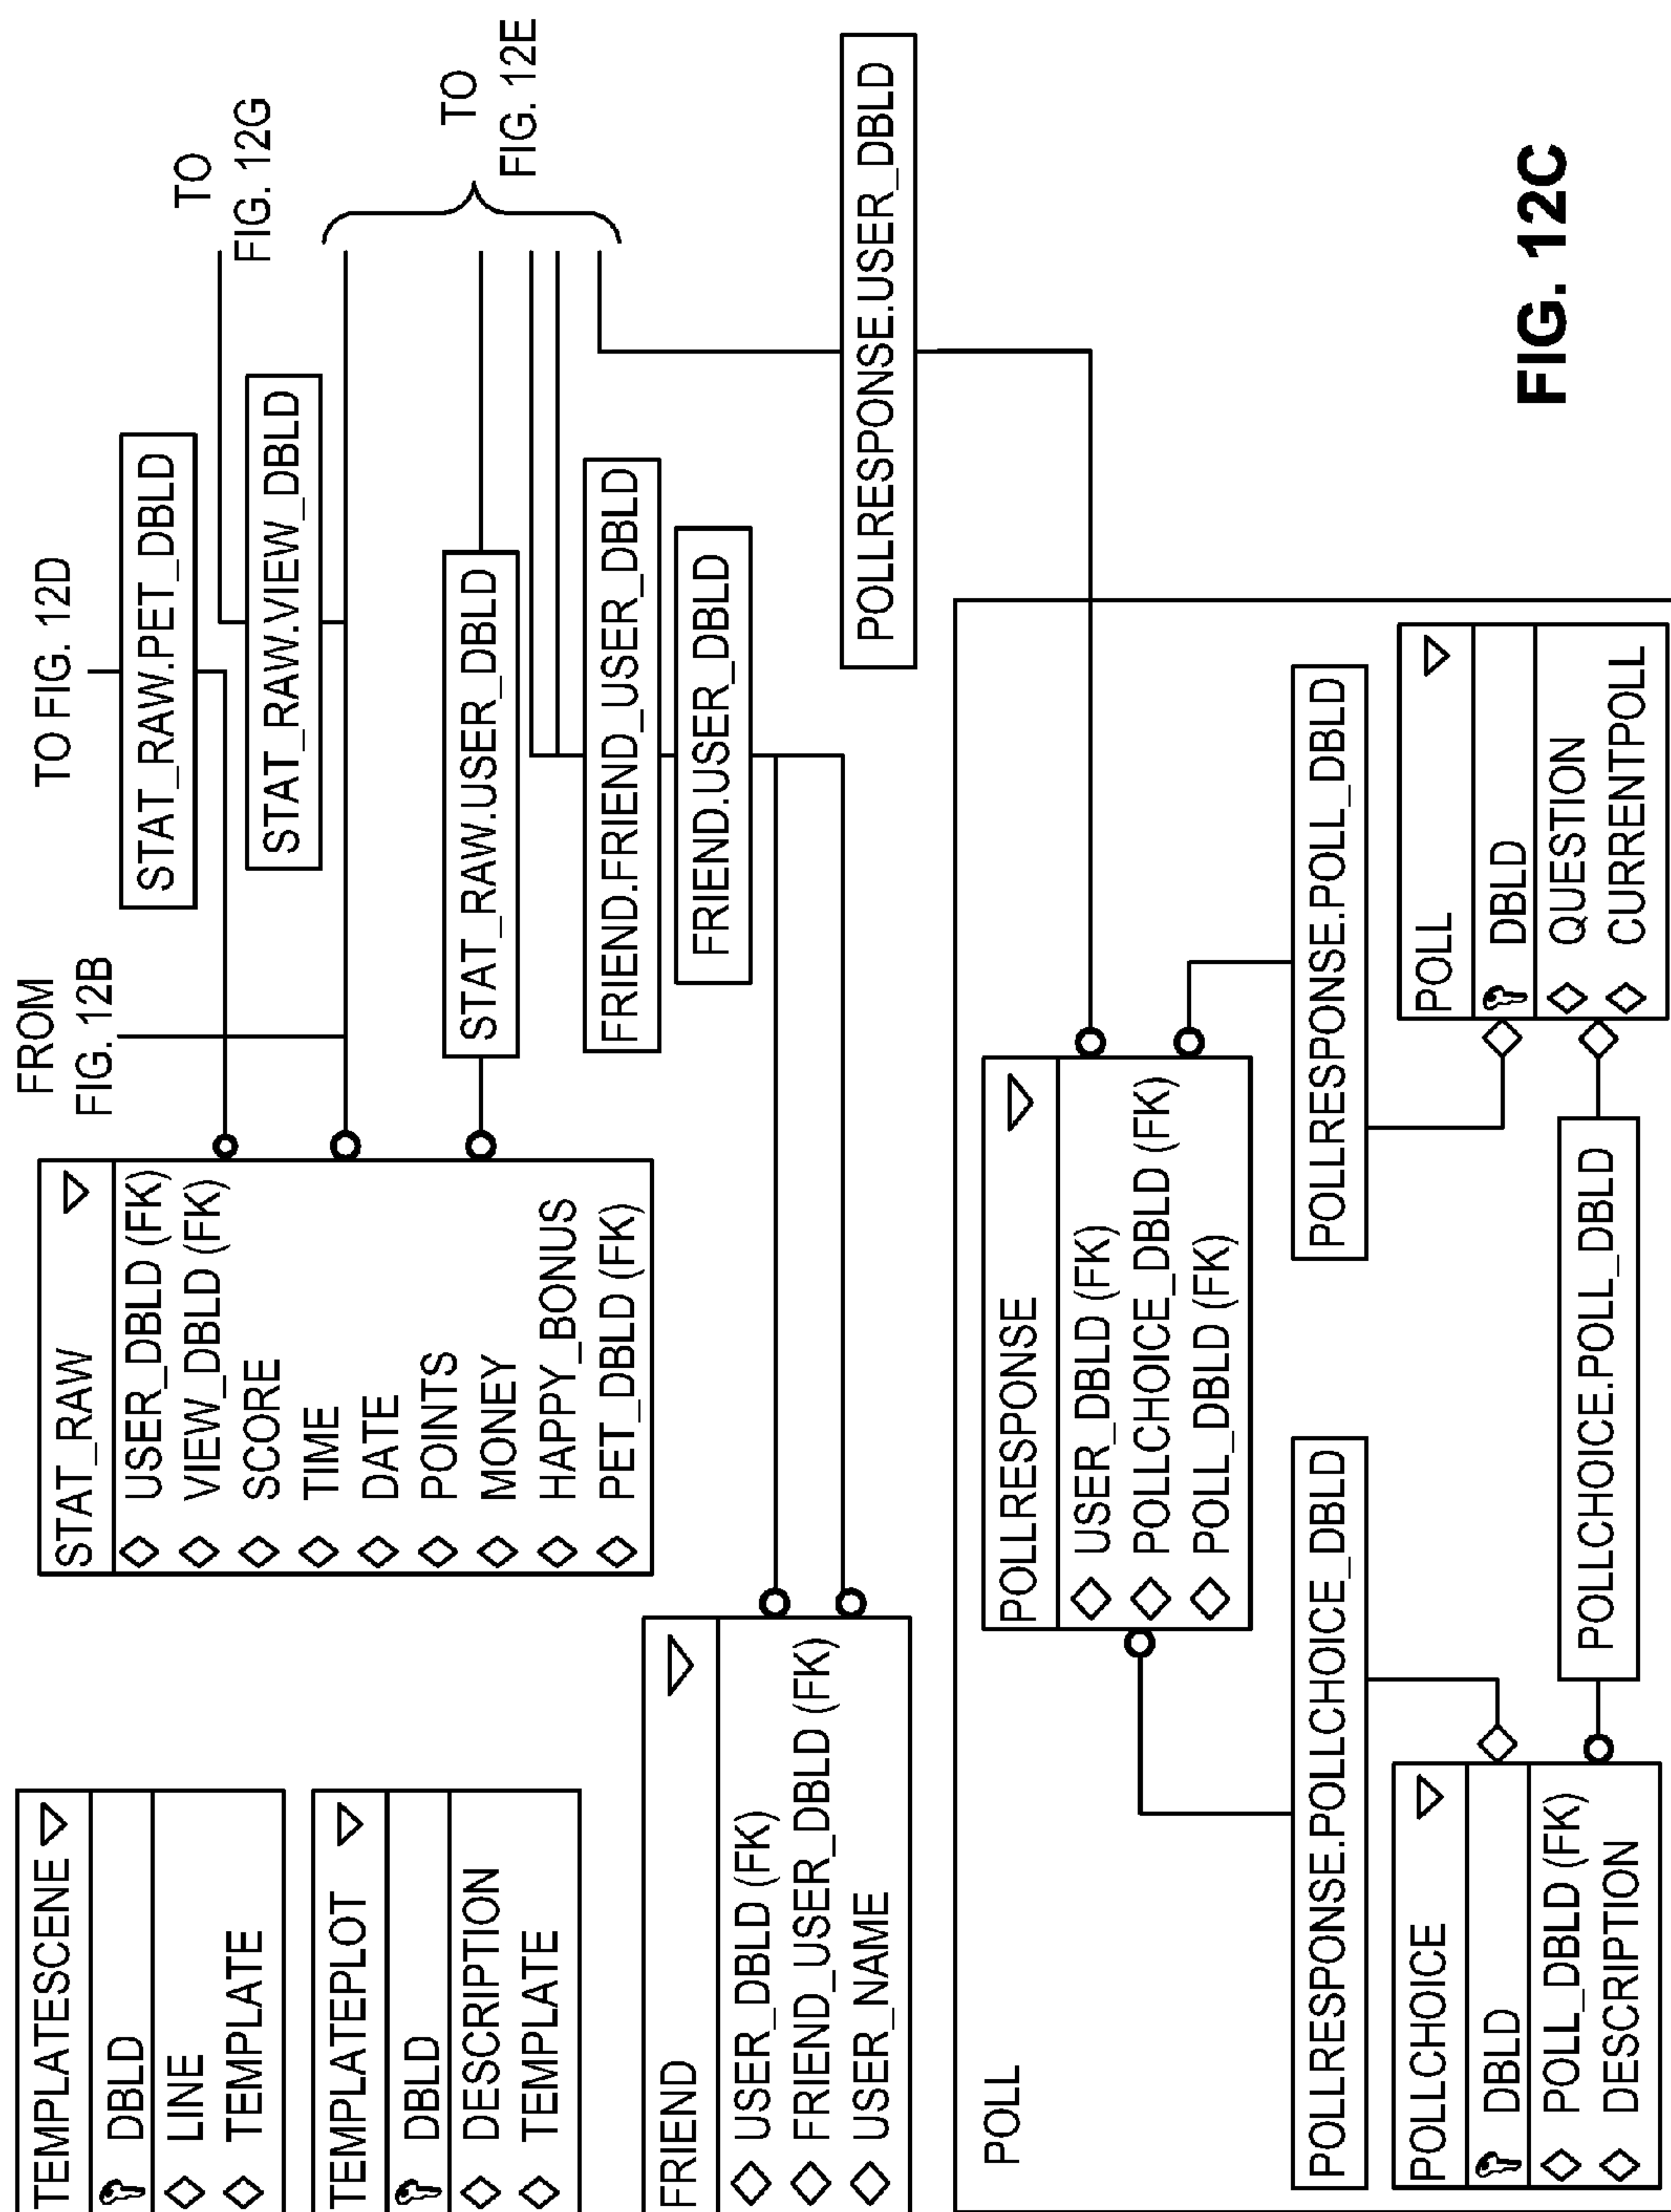 TEMPLATESCENE
DBLD
LINE
TEMPLATE
TEMPLATEPLOT
DBLD
DESCRIPTION
TEMPLATE
FROM
FIG. 12B
TO FIG. 12D
STAT_RAW
USER_DBLD (FK)
VIEW_DBLD (FK)
SCORE
TIME
DATE
POINTS
MONEY
HAPPY_BONUS
PET_DBLD (FK)
STAT_RAW.PET_DBLD
TO
FIG. 12G
STAT_RAW.VIEW_DBLD
STAT_RAW.USER_DBLD
TO
FIG. 12E
FRIEND.FRIEND_USER_DBLD
FRIEND.USER_DBLD
FRIEND
USER_DBLD (FK)
FRIEND_USER_DBLD (FK)
USER_NAME
POLLRESPONSE.USER_DBLD
POLL
POLLRESPONSE
USER_DBLD (FK)
POLLCHOICE_DBLD (FK)
POLL_DBLD (FK)
POLLRESPONSE.POLLCHOICE_DBLD
POLLRESPONSE.POLL_DBLD
POLLCHOICE
DBLD
POLL_DBLD (FK)
DESCRIPTION
POLLCHOICE.POLL_DBLD
POLL
DBLD
QUESTION
CURRENTPOLL
FIG. 12C